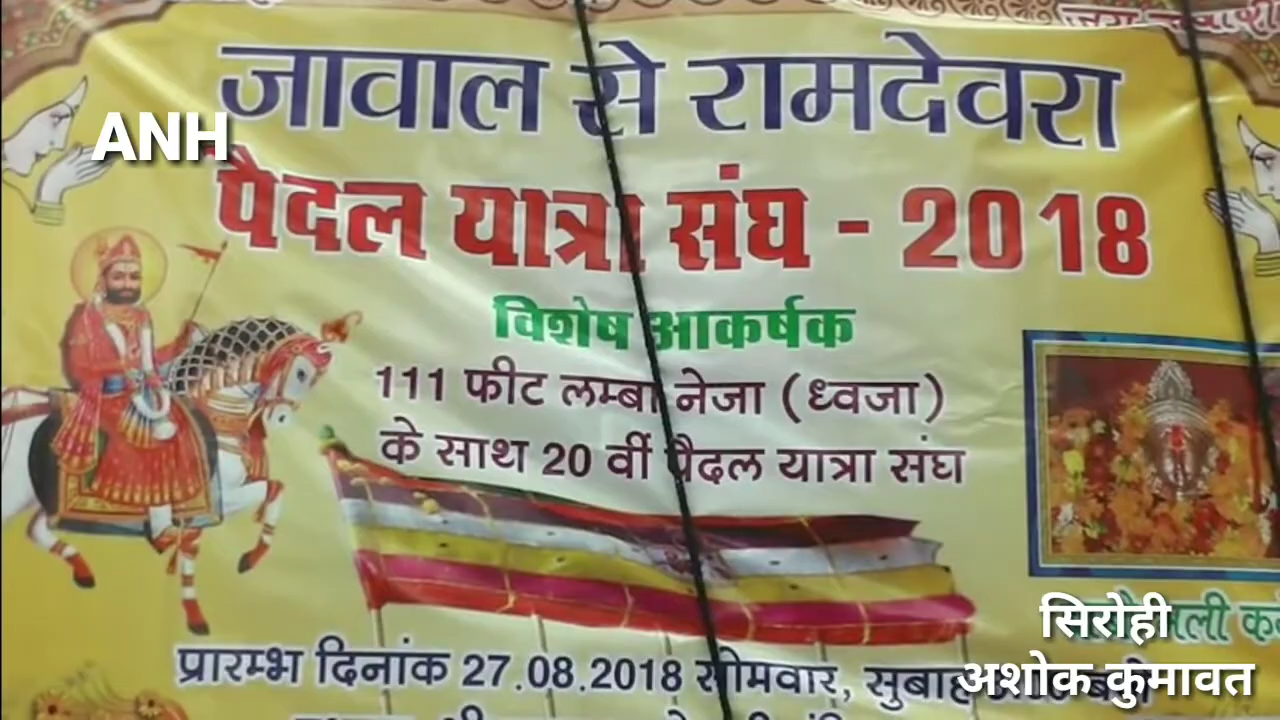 जावाल से रामदेवरा
ANH
पैदल यात्रा संघ - 2018
विशेष आकर्षक
111 फीट लम्बा नेजा (ध्वजा)
के साथ 20 वीं पैदल यात्रा संघ
प्रारम्भ दिनांक 27.08.2018 सोमवार, सुबाह
सिरोही
अशोक कुमावत